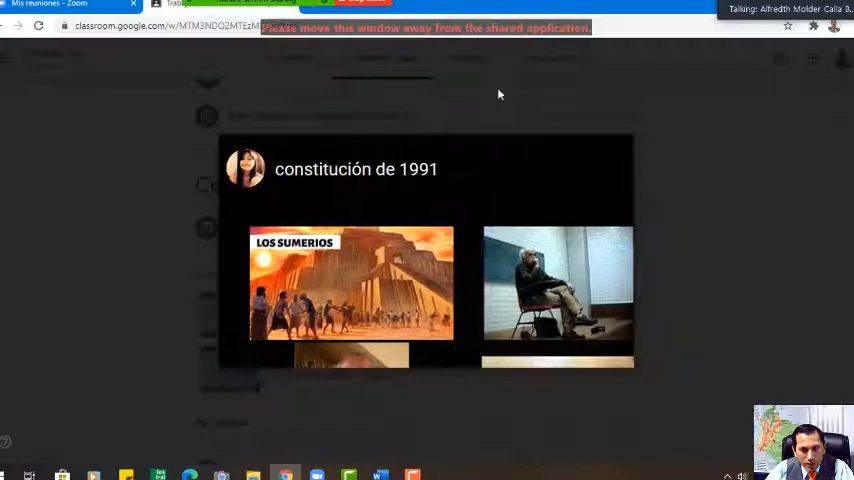 Mis reuniones - Zoom
Talking: Alfredth Molder Calla B...
Please move this window away from the shared application.
classroom.google.com/w/MTM3NDQ2MTEzM
constitución de 1991
LOS SUMERIOS